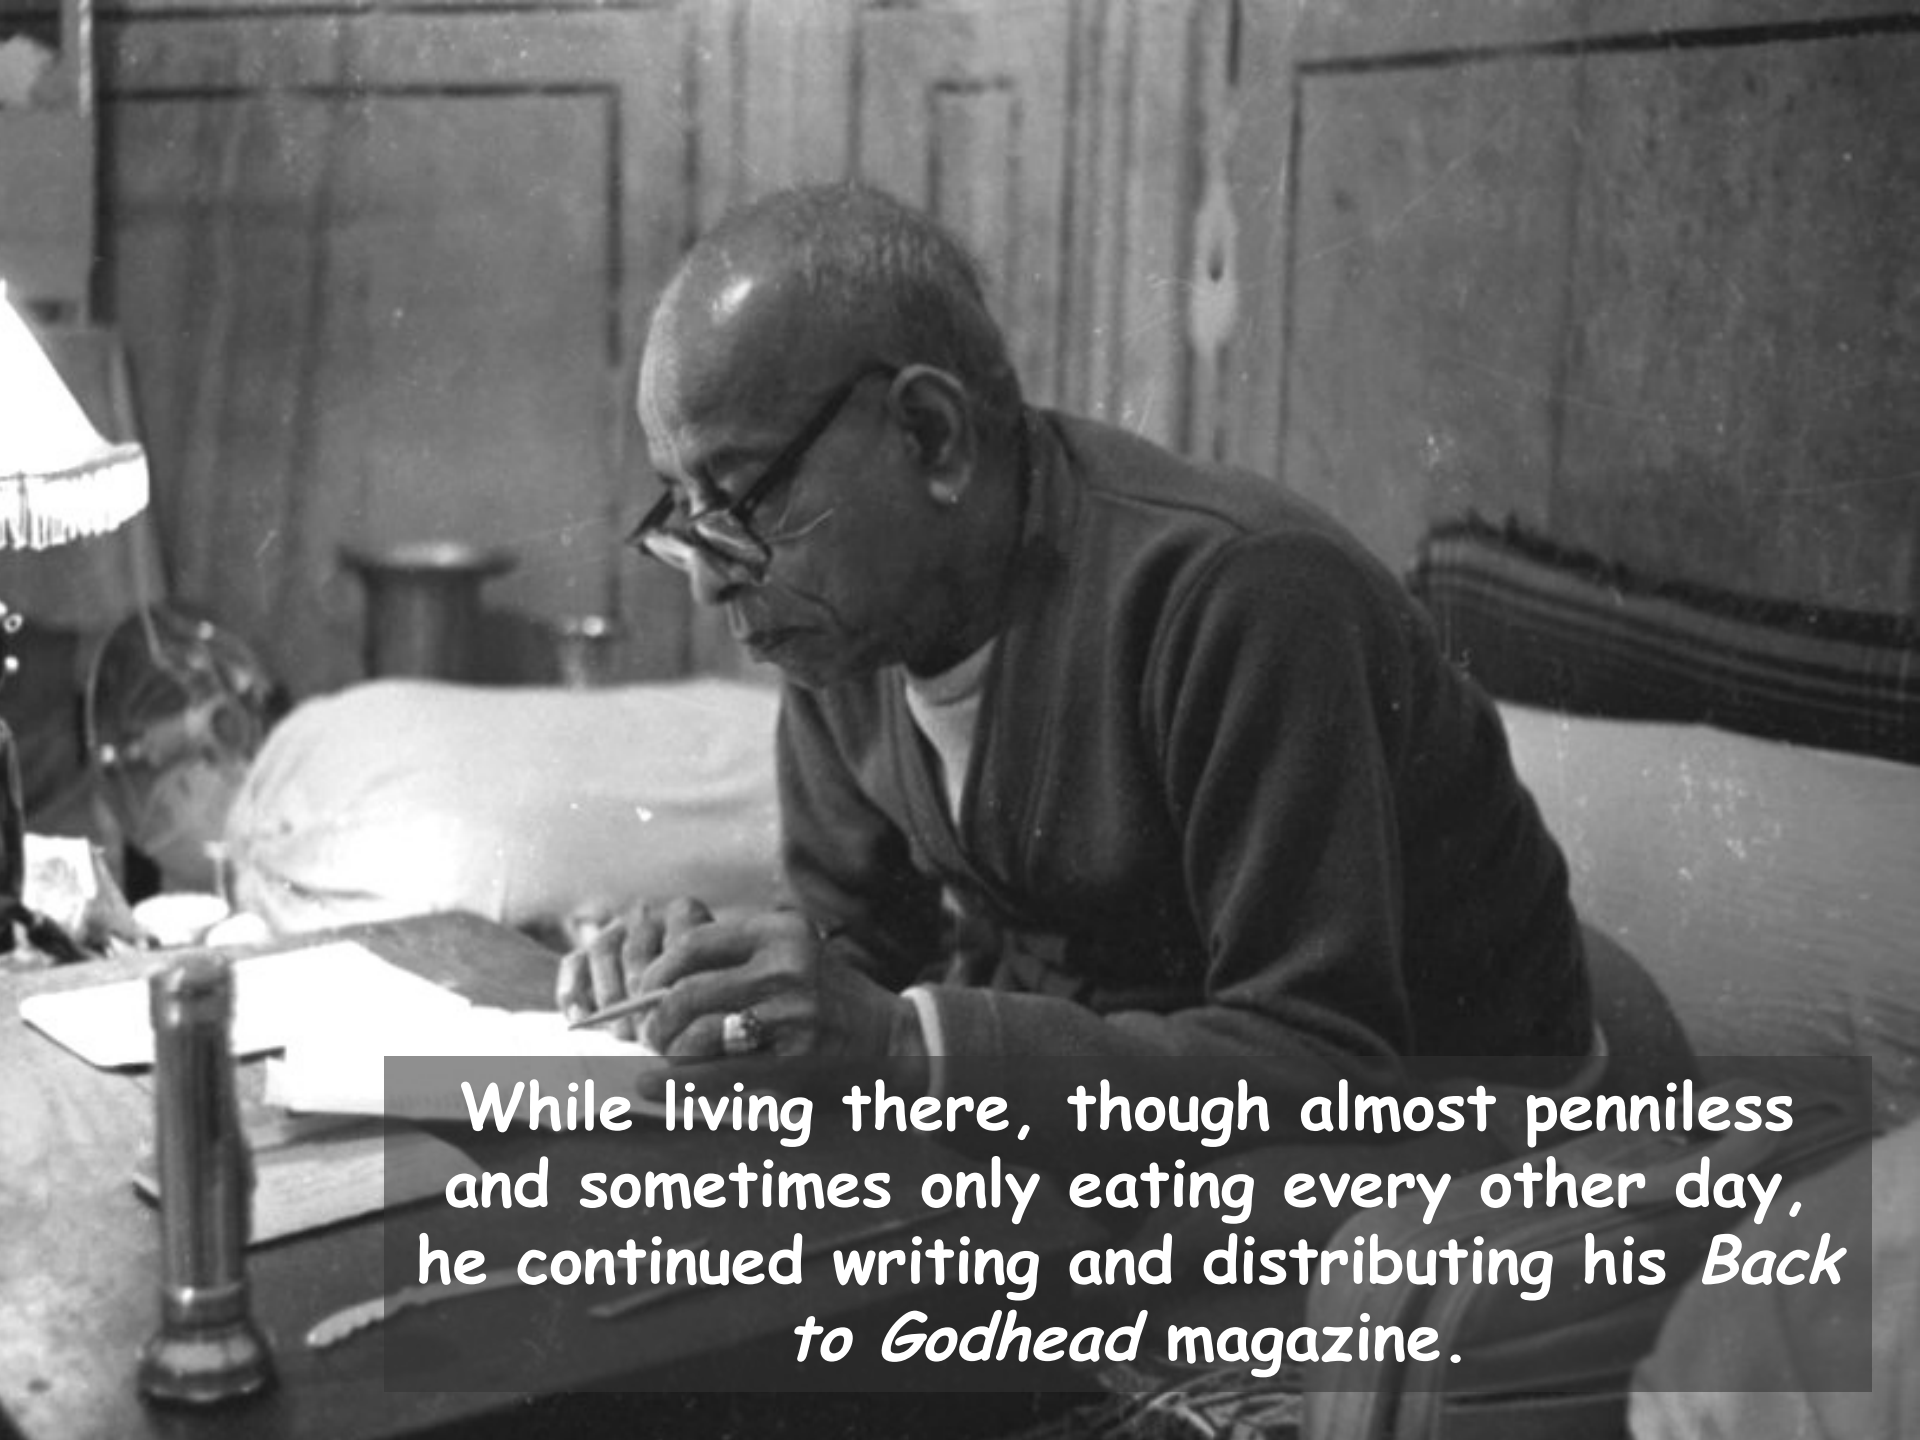 While living there, though almost penniless
and sometimes only eating every other day,
he continued writing and distributing his Back
to Godhead magazine.